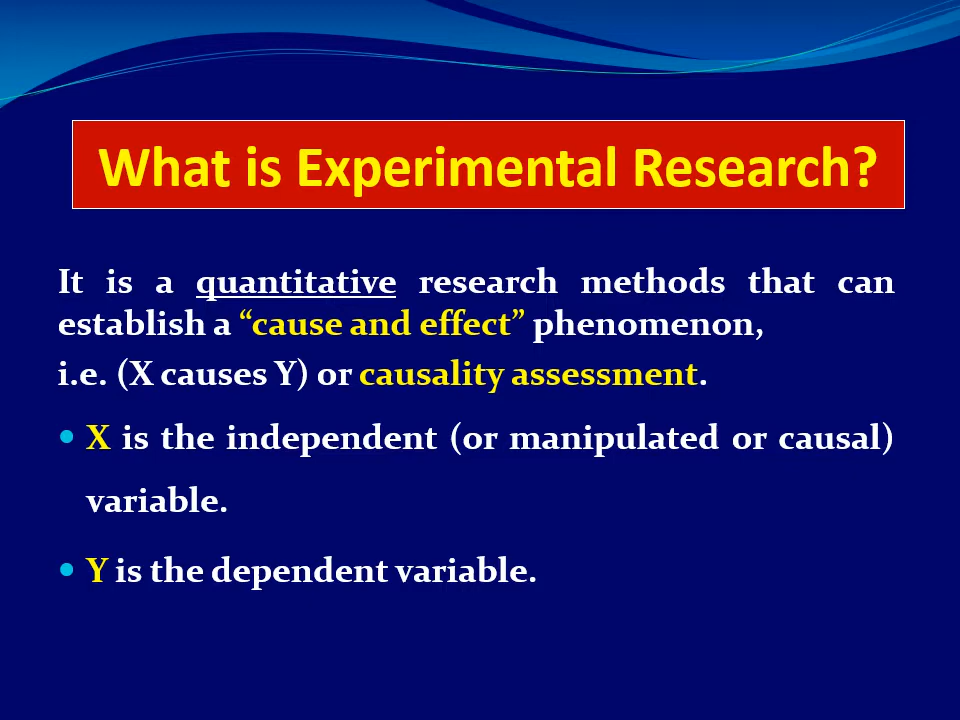 What is Experimental Research?
It is a quantitative research methods that can
establish a “cause and effect” phenomenon,
i.e. (X causes Y) or causality assessment.
• X is the independent (or manipulated or causal)
variable.
• Y is the dependent variable.